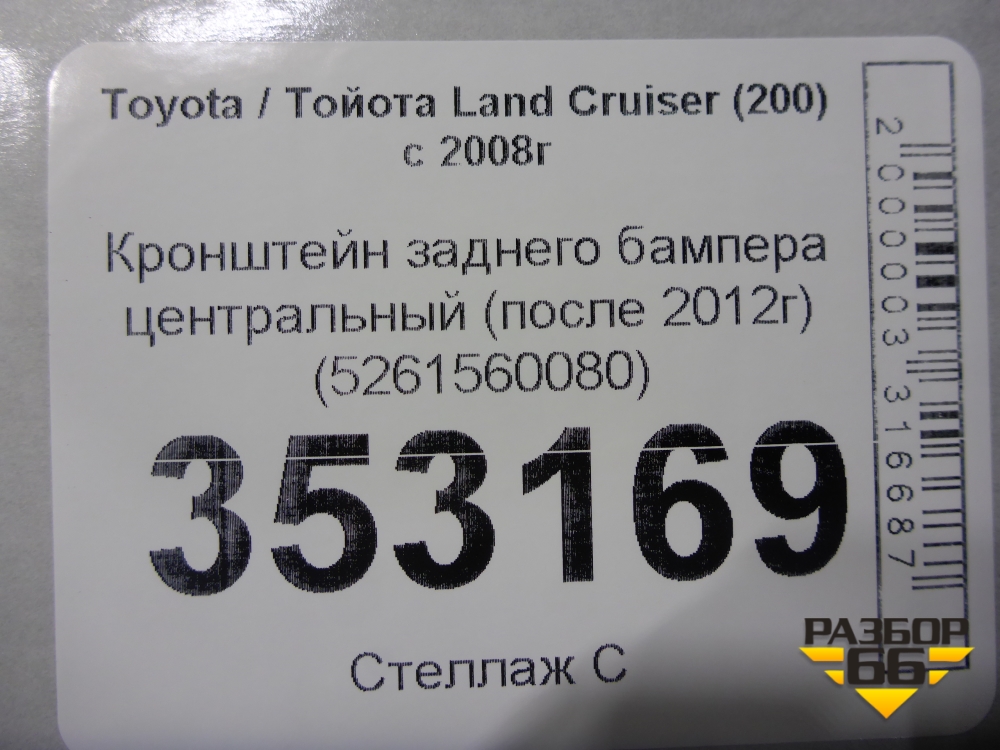 Toyota / Тойота Land Cruiser (200)
с 2008г
Кронштейн заднего бампера
центральный (после 2012г)
(5261560080)
353169
Стеллаж С
2000003316687
РАЗБОР
66